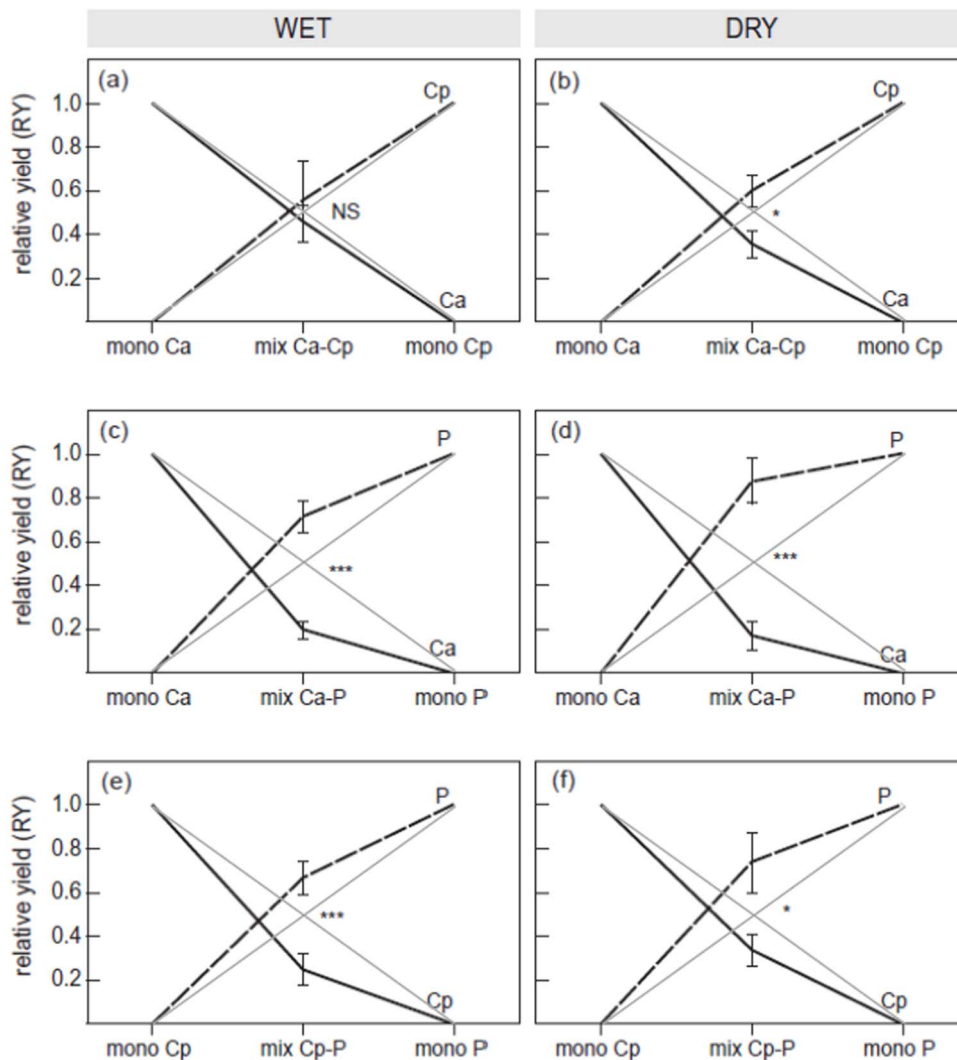 WET DRY
(a) (b)
Cp Cp
relative yield (RY)
1.0
0.8
0.6
0.4
0.2
NS *
Ca Ca
mono Ca mix Ca-Cp mono Cp mono Ca mix Ca-Cp mono Cp
(c) (d)
P P
relative yield (RY)
1.0
0.8
0.6
0.4
0.2
*** ***
Ca Ca
mono Ca mix Ca-P mono P mono Ca mix Ca-P mono P
(e) (f)
P P
relative yield (RY)
1.0
0.8
0.6
0.4
0.2
*** *
Cp Cp
mono Cp mix Cp-P mono P mono Cp mix Cp-P mono P